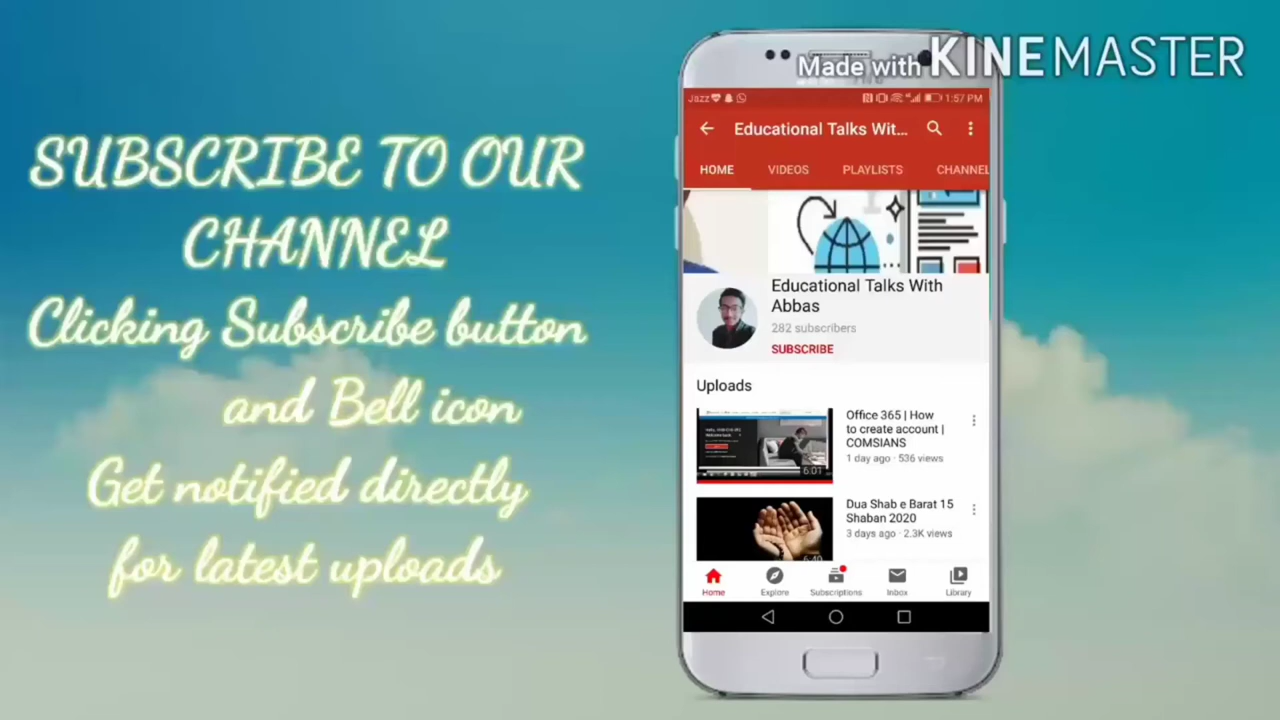 Made with KINEMASTER
SUBSCRIBE TO OUR
CHANNEL
Clicking Subscribe button
and Bell icon
Get notified directly
for latest uploads
Jazz
1:57 PM
Educational Talks Wit...
HOME
VIDEOS
PLAYLISTS
CHANNEL
Educational Talks With
Abbas
282 subscribers
SUBSCRIBE
Uploads
6:01
Office 365 | How
to create account |
COMSIANS
1 day ago · 536 views
6:40
Dua Shab e Barat 15
Shaban 2020
3 days ago · 2.3K views
Home
Explore
Subscriptions
Inbox
Library